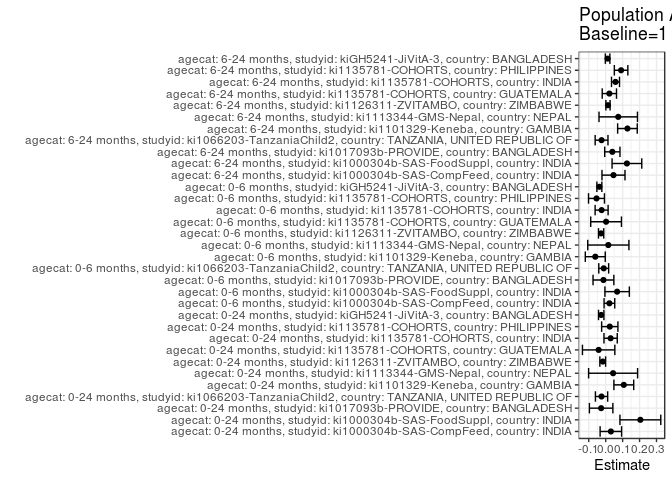 Population A
Baseline=1
agecat: 6-24 months, studyid: kiGH5241-JiVitA-3, country: BANGLADESH
agecat: 6-24 months, studyid: ki1135781-COHORTS, country: PHILIPPINES
agecat: 6-24 months, studyid: ki1135781-COHORTS, country: INDIA
agecat: 6-24 months, studyid: ki1135781-COHORTS, country: GUATEMALA
agecat: 6-24 months, studyid: ki1126311-ZVITAMBO, country: ZIMBABWE
agecat: 6-24 months, studyid: ki1113344-GMS-Nepal, country: NEPAL
agecat: 6-24 months, studyid: ki1101329-Keneba, country: GAMBIA
agecat: 6-24 months, studyid: ki1066203-TanzaniaChild2, country: TANZANIA, UNITED REPUBLIC OF
agecat: 6-24 months, studyid: ki1017093b-PROVIDE, country: BANGLADESH
agecat: 6-24 months, studyid: ki1000304b-SAS-FoodSuppl, country: INDIA
agecat: 6-24 months, studyid: ki1000304b-SAS-CompFeed, country: INDIA
agecat: 0-6 months, studyid: kiGH5241-JiVitA-3, country: BANGLADESH
agecat: 0-6 months, studyid: ki1135781-COHORTS, country: PHILIPPINES
agecat: 0-6 months, studyid: ki1135781-COHORTS, country: INDIA
agecat: 0-6 months, studyid: ki1135781-COHORTS, country: GUATEMALA
agecat: 0-6 months, studyid: ki1126311-ZVITAMBO, country: ZIMBABWE
agecat: 0-6 months, studyid: ki1113344-GMS-Nepal, country: NEPAL
agecat: 0-6 months, studyid: ki1101329-Keneba, country: GAMBIA
agecat: 0-6 months, studyid: ki1066203-TanzaniaChild2, country: TANZANIA, UNITED REPUBLIC OF
agecat: 0-6 months, studyid: ki1017093b-PROVIDE, country: BANGLADESH
agecat: 0-6 months, studyid: ki1000304b-SAS-FoodSuppl, country: INDIA
agecat: 0-6 months, studyid: ki1000304b-SAS-CompFeed, country: INDIA
agecat: 0-24 months, studyid: kiGH5241-JiVitA-3, country: BANGLADESH
agecat: 0-24 months, studyid: ki1135781-COHORTS, country: PHILIPPINES
agecat: 0-24 months, studyid: ki1135781-COHORTS, country: INDIA
agecat: 0-24 months, studyid: ki1135781-COHORTS, country: GUATEMALA
agecat: 0-24 months, studyid: ki1126311-ZVITAMBO, country: ZIMBABWE
agecat: 0-24 months, studyid: ki1113344-GMS-Nepal, country: NEPAL
agecat: 0-24 months, studyid: ki1101329-Keneba, country: GAMBIA
agecat: 0-24 months, studyid: ki1066203-TanzaniaChild2, country: TANZANIA, UNITED REPUBLIC OF
agecat: 0-24 months, studyid: ki1017093b-PROVIDE, country: BANGLADESH
agecat: 0-24 months, studyid: ki1000304b-SAS-FoodSuppl, country: INDIA
agecat: 0-24 months, studyid: ki1000304b-SAS-CompFeed, country: INDIA
-0.1 0.0 0.1 0.2 0.3
Estimate